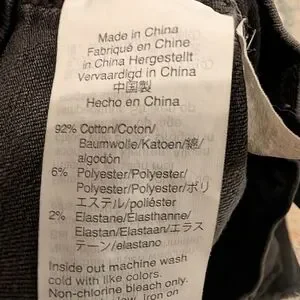 Made in China
Fabriqué en Chine
in China Hergestellt
Vervaardigd in China
中国製
Hecho en China
92% Cotton/Coton/
Baumwolle/Katoen/綿/
algodón
6% Polyester/Polyester/
Polyester/Polyester/ポリ
エステル/poliéster
2% Elastane/Elasthanne/
Elastan/Elastaan/エラス
テーン/elastano
Inside out machine wash
cold with like colors.
Non-chlorine bleach only.
low. Iron on